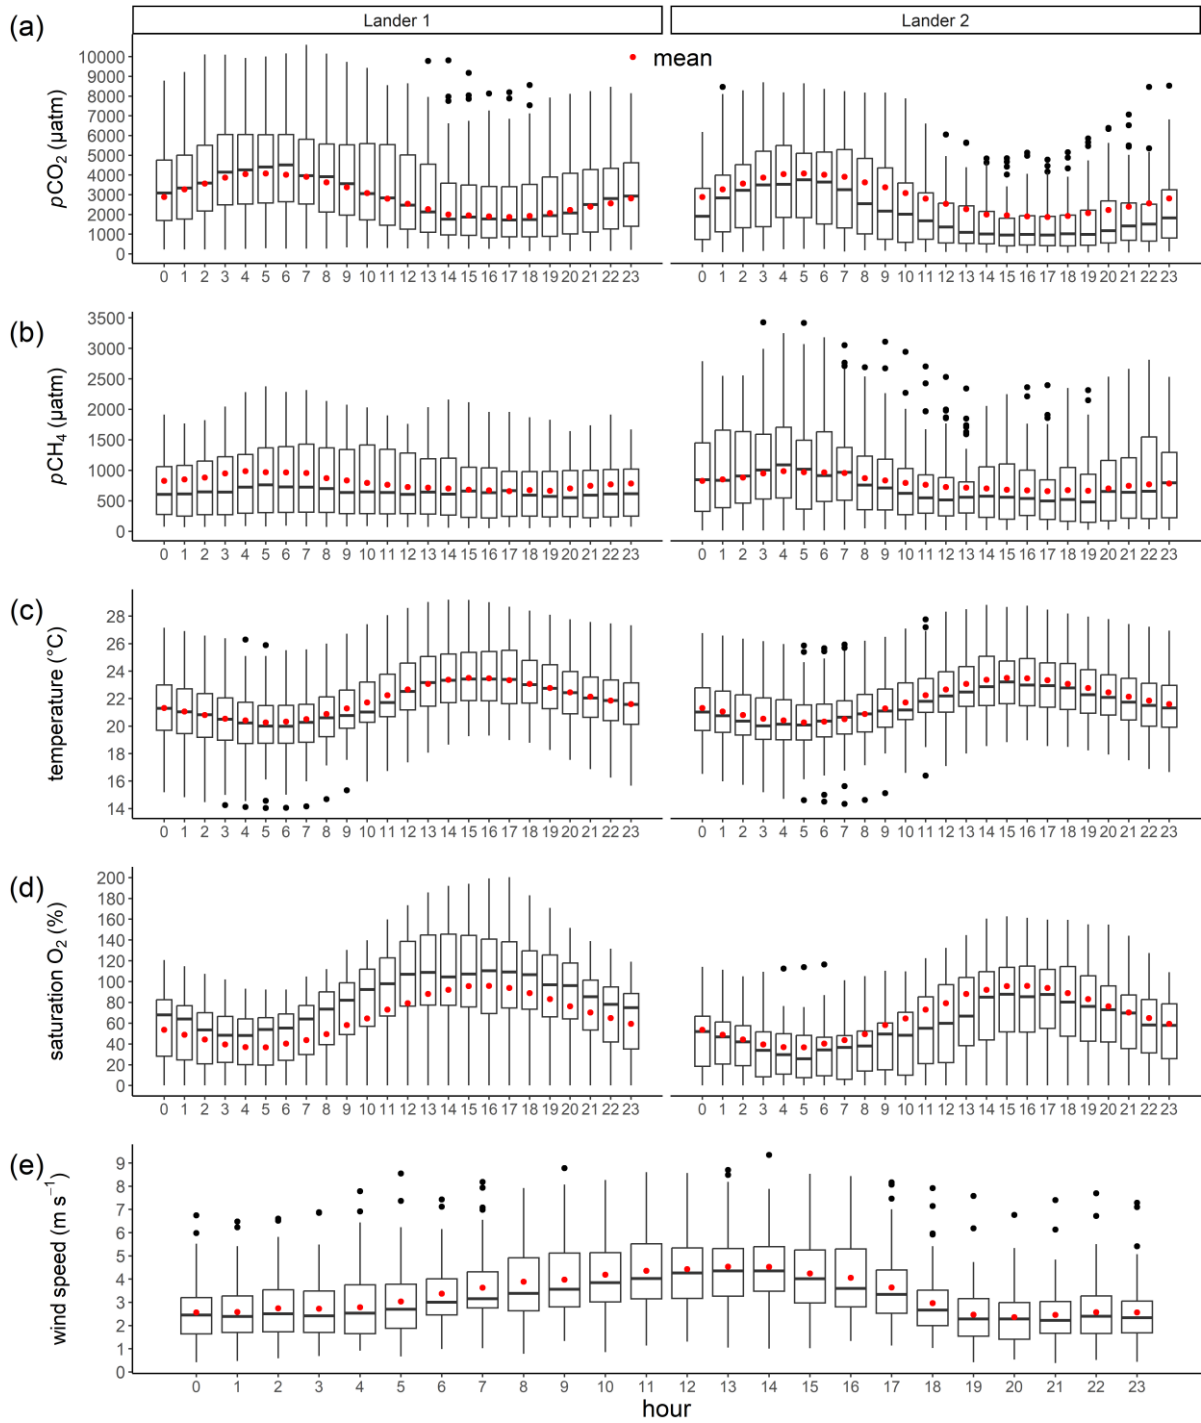 (a)
Lander 1
Lander 2
mean
pCO₂ (µatm)
10000
9000
8000
7000
6000
5000
4000
3000
2000
1000
0
0 1 2 3 4 5 6 7 8 9 10 11 12 13 14 15 16 17 18 19 20 21 22 23
0 1 2 3 4 5 6 7 8 9 10 11 12 13 14 15 16 17 18 19 20 21 22 23
(b)
pCH₄ (µatm)
3500
3000
2500
2000
1500
1000
500
0
0 1 2 3 4 5 6 7 8 9 10 11 12 13 14 15 16 17 18 19 20 21 22 23
0 1 2 3 4 5 6 7 8 9 10 11 12 13 14 15 16 17 18 19 20 21 22 23
(c)
temperature (°C)
28
26
24
22
20
18
16
14
0 1 2 3 4 5 6 7 8 9 10 11 12 13 14 15 16 17 18 19 20 21 22 23
0 1 2 3 4 5 6 7 8 9 10 11 12 13 14 15 16 17 18 19 20 21 22 23
(d)
saturation O₂ (%)
200
180
160
140
120
100
80
60
40
20
0
0 1 2 3 4 5 6 7 8 9 10 11 12 13 14 15 16 17 18 19 20 21 22 23
0 1 2 3 4 5 6 7 8 9 10 11 12 13 14 15 16 17 18 19 20 21 22 23
(e)
wind speed (m s⁻¹)
9
8
7
6
5
4
3
2
1
0
0 1 2 3 4 5 6 7 8 9 10 11 12 13 14 15 16 17 18 19 20 21 22 23
hour